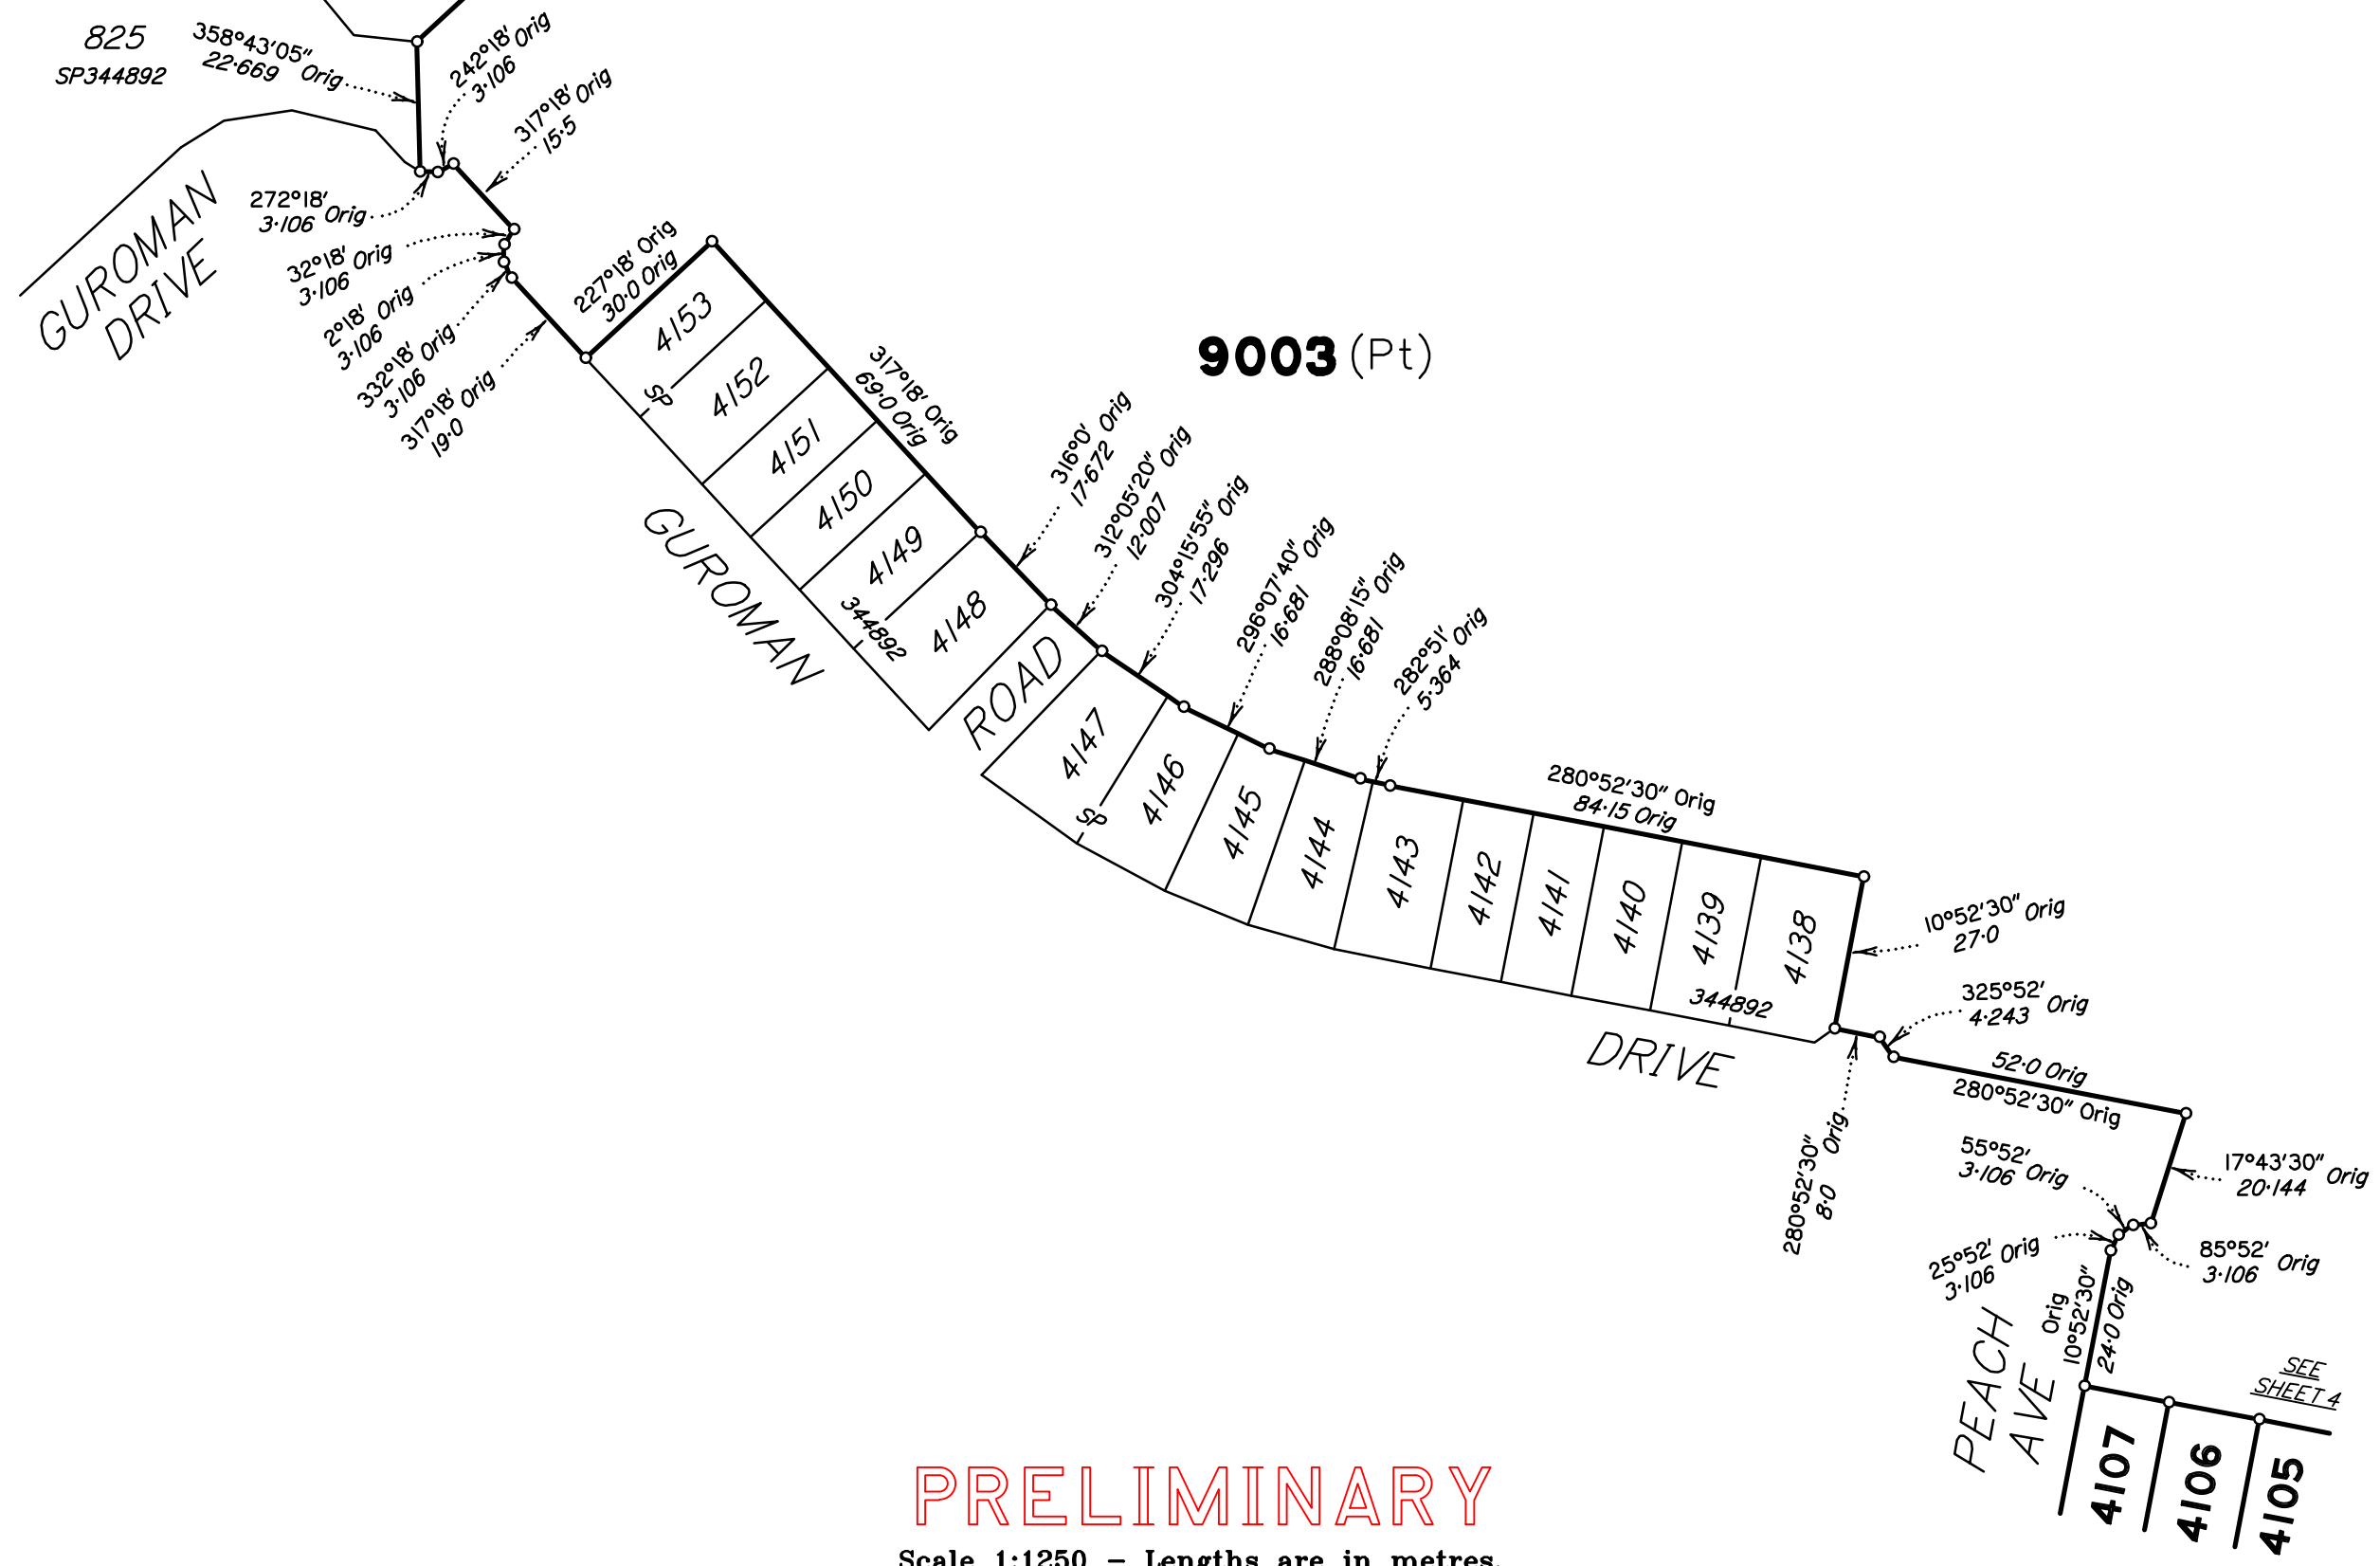 825
SP344892
358°43'05"
22·669 Orig
242°18' Orig
3·106
317°18' Orig
15·5
GUROMAN
DRIVE
272°18'
3·106 Orig
32°18' Orig
3·106
2°18' Orig
3·106
332°18' Orig
3·106
317°18' Orig
19·0
227°18' Orig
30·0 Orig
4153
4152
4151
4150
4149
4148
SP
344892
317°18' Orig
69·0 Orig
9003 (Pt)
316°0' Orig
17·672
312°05'20" Orig
12·007
304°15'55" Orig
17·296
296°07'40" Orig
16·681
288°08'15" Orig
16·681
282°51' Orig
5·364
GUROMAN
ROAD
4147
4146
4145
4144
4143
4142
4141
4140
4139
4138
SP
344892
280°52'30" Orig
84·15 Orig
10°52'30" Orig
27·0
325°52' Orig
4·243
DRIVE
52·0 Orig
280°52'30" Orig
280°52'30" Orig
8·0
55°52' Orig
3·106
17°43'30" Orig
20·144
25°52' Orig
3·106
85°52' Orig
3·106
10°52'30" Orig
24·0 Orig
PEACH
AVE
SEE
SHEET 4
4107
4106
4105
PRELIMINARY
Scale 1:1250 – Lengths are in metres.